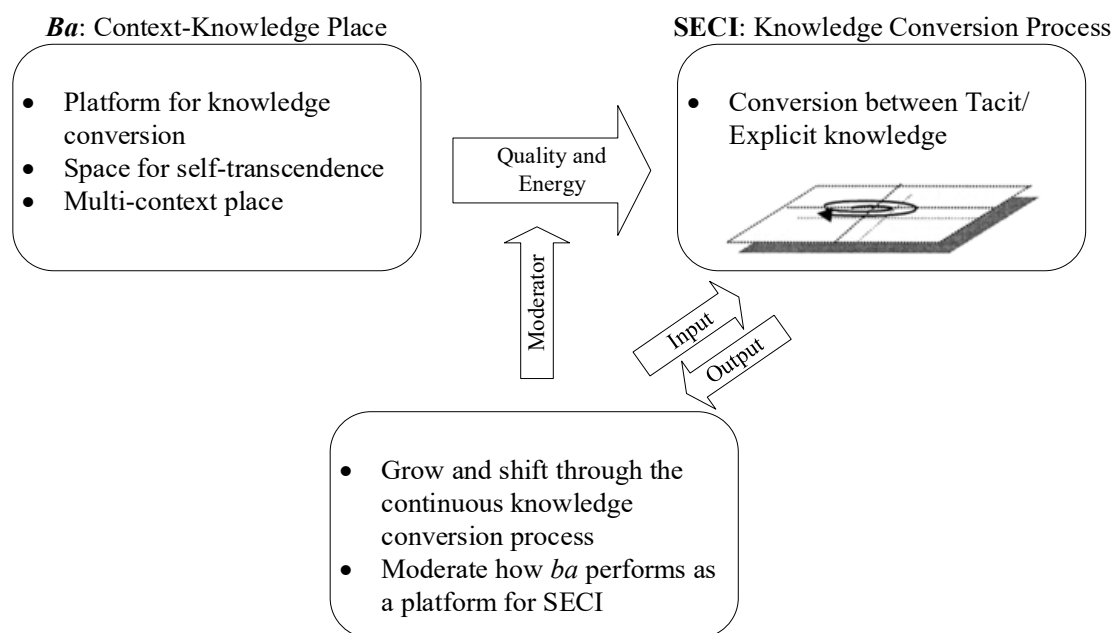 Ba: Context-Knowledge Place
• Platform for knowledge
conversion
• Space for self-transcendence
• Multi-context place
Quality and
Energy
SECI: Knowledge Conversion Process
• Conversion between Tacit/
Explicit knowledge
Moderator
Input
Output
• Grow and shift through the
continuous knowledge
conversion process
• Moderate how ba performs as
a platform for SECI